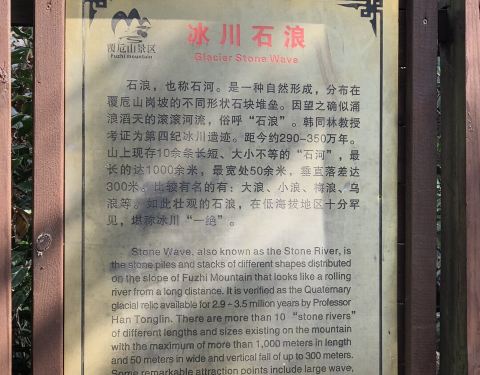 覆卮山景区
Fuzhi mountain
冰川石浪
Glacier Stone Wave
石浪，也称石河。是一种自然形成，分布在
覆卮山岗坡的不同形状石块堆垒。因望之确似涌
浪滔天的滚滚河流，俗呼“石浪”。韩同林教授
考证为第四纪冰川遗迹。距今约290-350万年。
山上现存10余条长短、大小不等的“石河”，最
长的达1000余米，最宽处50余米，垂直落差达
300米。比较有名的有：大浪、小浪、梅浪、乌
浪等。如此壮观的石浪，在低海拔地区十分罕
见，堪称冰川“一绝”。
Stone Wave, also known as the Stone River, is
the stone piles and stacks of different shapes distributed
on the slope of Fuzhi Mountain that looks like a rolling
river from a long distance. It is verified as the Quaternary
glacial relic available for 2.9 ~ 3.5 million years by Professor
Han Tonglin. There are more than 10 “stone rivers”
of different lengths and sizes existing on the mountain
with the maximum of more than 1,000 meters in length
and 50 meters in wide and vertical fall of up to 300 meters.
Some remarkable attraction points include large wave,